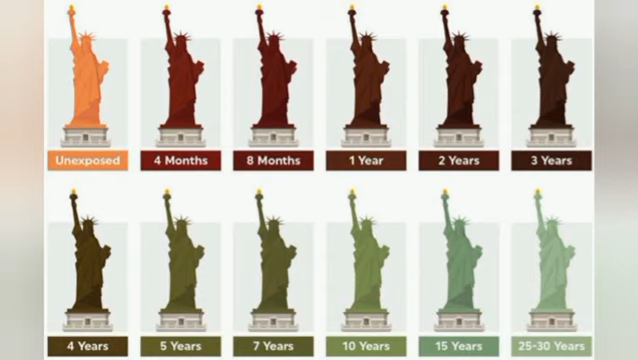 Unexposed
4 Months
8 Months
1 Year
2 Years
3 Years
4 Years
5 Years
7 Years
10 Years
15 Years
25-30 Years